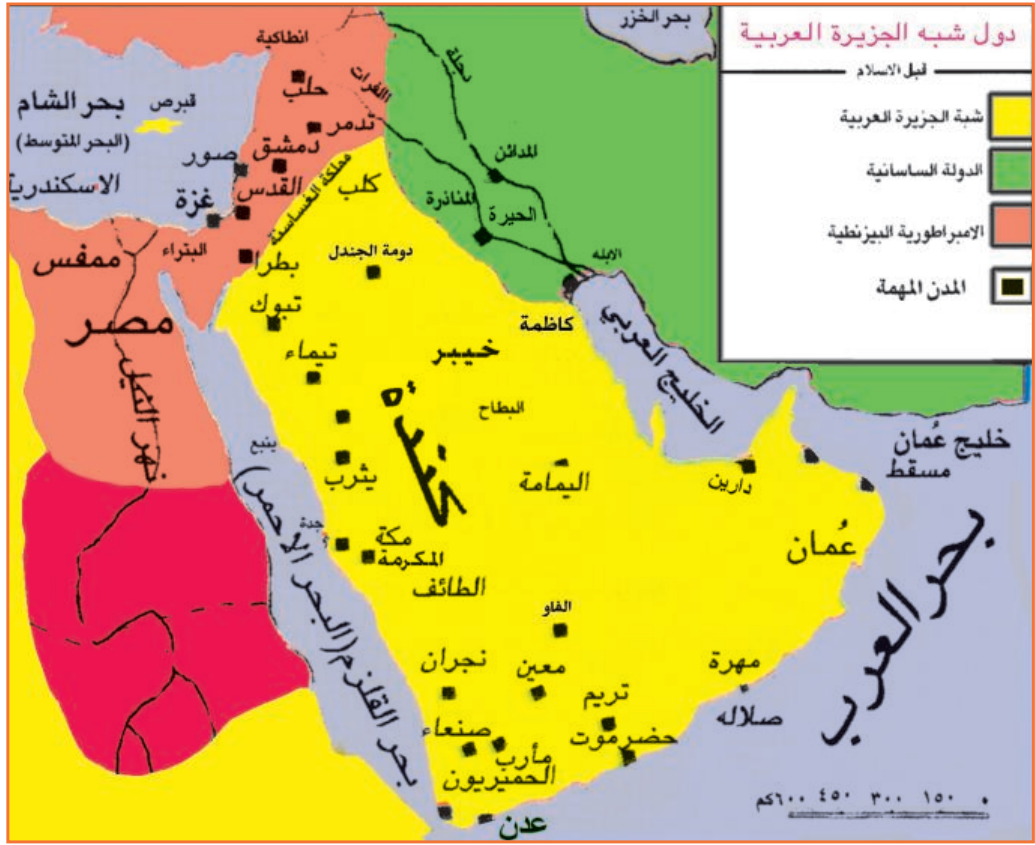 دول شبه الجزيرة العربية
قبل الاسلام
شبة الجزيرة العربية
الدولة الساسانية
الامبراطورية البيزنطية
المدن المهمة
بحر الخزر
انطاكية
دجلة
الفرات
حلب
قبرص
بحر الشام
(البحر المتوسط)
تدمر
دمشق
صور
القدس
الاسكندرية
غزة
مملكة الغساسنة
كلب
المدائن
المناذرة
الحيرة
الابله
البتراء
بطرا
ممفس
دومة الجندل
تبوك
مصر
كاظمة
الخليج العربي
خيبر
تيماء
نهر النيل
كندة
البطاح
ينبع
يثرب
اليمامة
دارين
خليج عُمان
مسقط
جدة
مكة
المكرمة
الطائف
عُمان
بحر العرب
بحر القلزم (البحر الاحمر)
الفاو
نجران
معين
مهرة
تريم
صلاله
صنعاء
حضرموت
مأرب
الحميريون
عدن
٠ ١٥٠ ٣٠٠ ٤٥٠ ٦٠٠كم